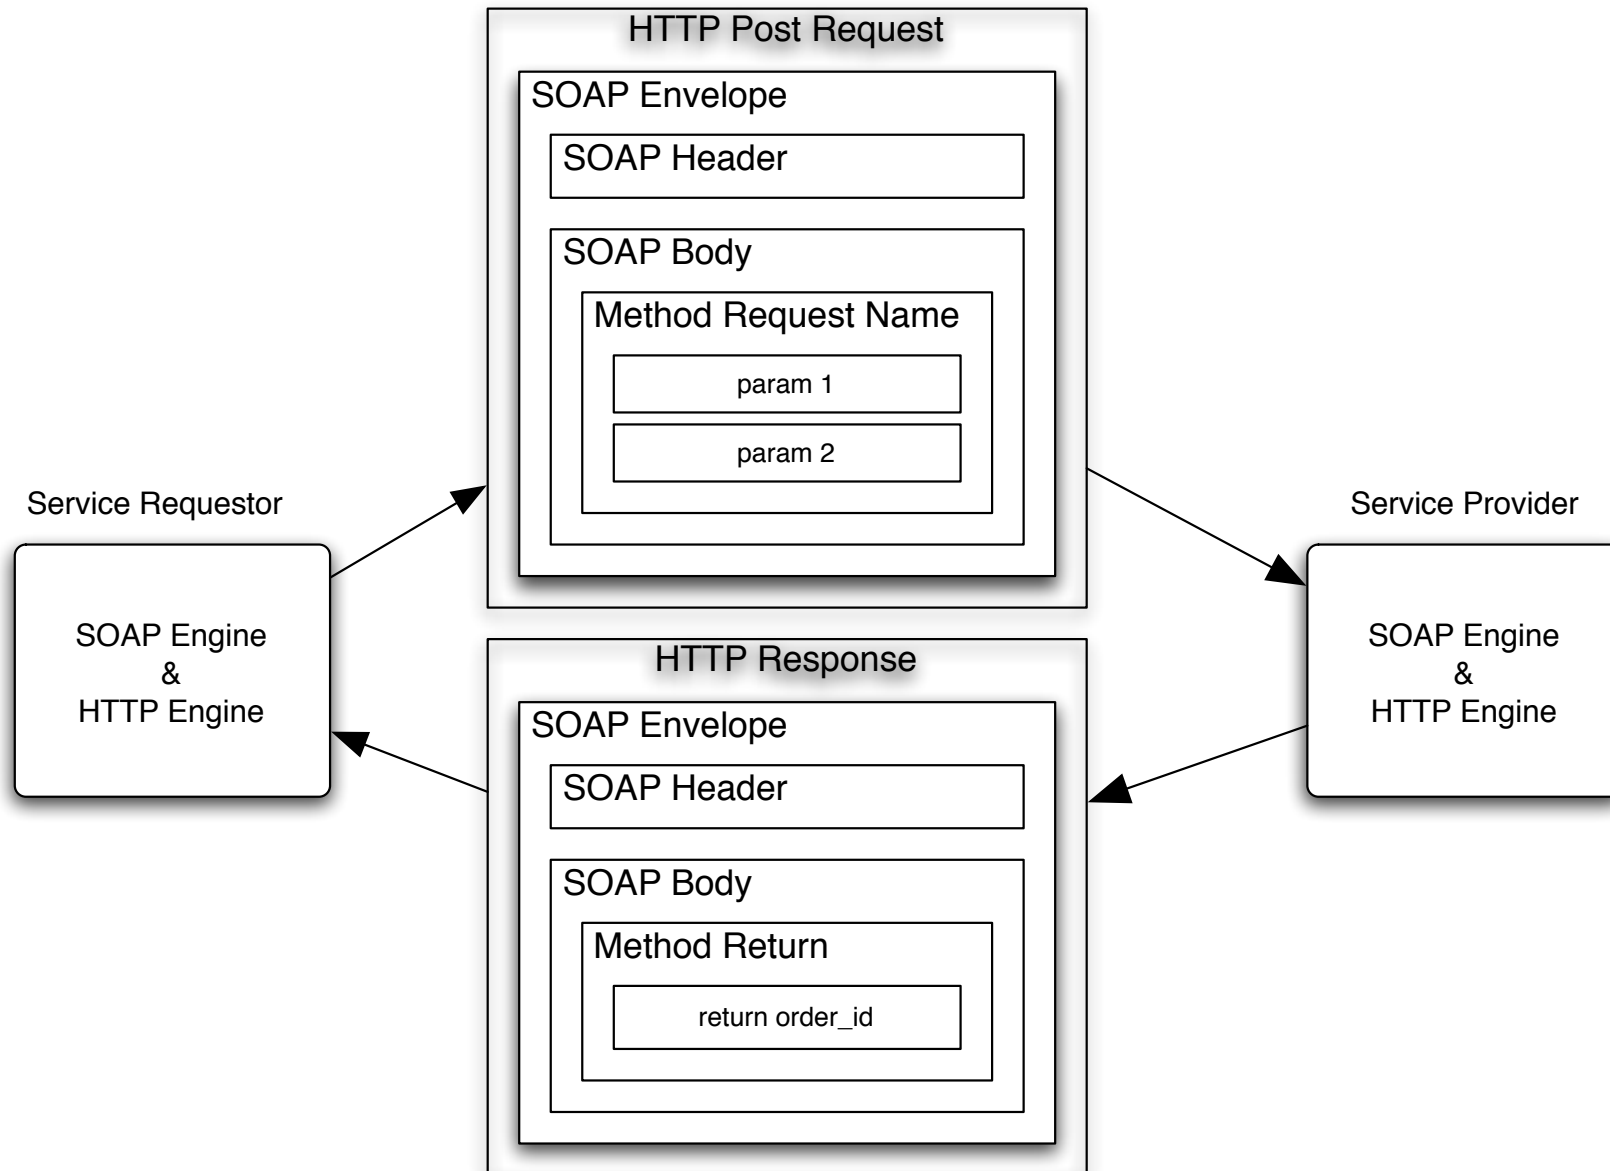 HTTP Post Request
SOAP Envelope
SOAP Header
SOAP Body
Method Request Name
param 1
param 2
Service Requestor
SOAP Engine
&
HTTP Engine
Service Provider
SOAP Engine
&
HTTP Engine
HTTP Response
SOAP Envelope
SOAP Header
SOAP Body
Method Return
return order_id